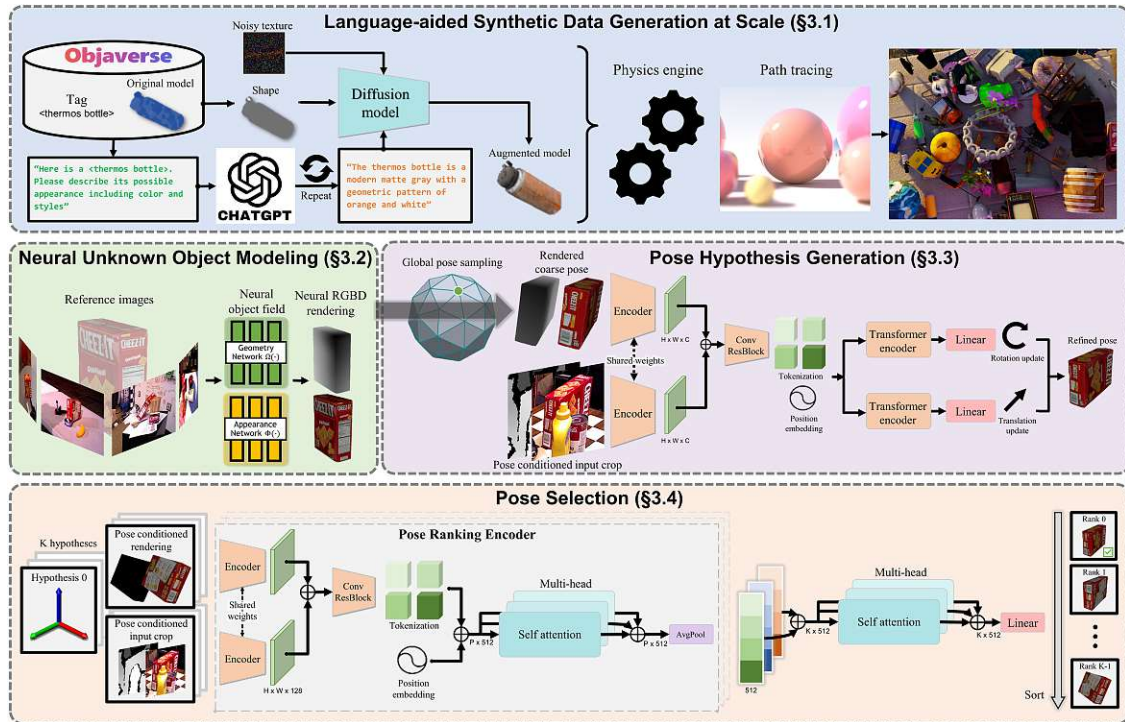 Language-aided Synthetic Data Generation at Scale (§3.1)
Objaverse
Original model
Tag
<thermos bottle>
Noisy texture
Shape
Diffusion
model
"Here is a <thermos bottle>.
Please describe its possible
appearance including color and
styles"
CHATGPT
Repeat
"The thermos bottle is a
modern matte gray with a
geometric pattern of
orange and white"
Augmented model
Physics engine
Path tracing
Neural Unknown Object Modeling (§3.2)
Reference images
CHEEZ-IT
Neural
object field
Geometry
Network Ω(·)
Appearance
Network Φ(·)
Neural RGBD
rendering
Pose Hypothesis Generation (§3.3)
Global pose sampling
Rendered
coarse pose
Encoder
Shared weights
Encoder
Pose conditioned input crop
H x W x C
H x W x C
Conv
ResBlock
Tokenization
Position
embedding
Transformer
encoder
Linear
Rotation update
Transformer
encoder
Linear
Translation
update
Refined pose
Pose Selection (§3.4)
K hypotheses
Hypothesis 0
Pose conditioned
rendering
Pose conditioned
input crop
Pose Ranking Encoder
Encoder
Shared
weights
Encoder
H x W x 128
Conv
ResBlock
Tokenization
Position
embedding
P x 512
Multi-head
Self attention
P x 512
AvgPool
512
K x 512
Multi-head
Self attention
K x 512
Linear
Sort
Rank 0
Rank 1
Rank K-1